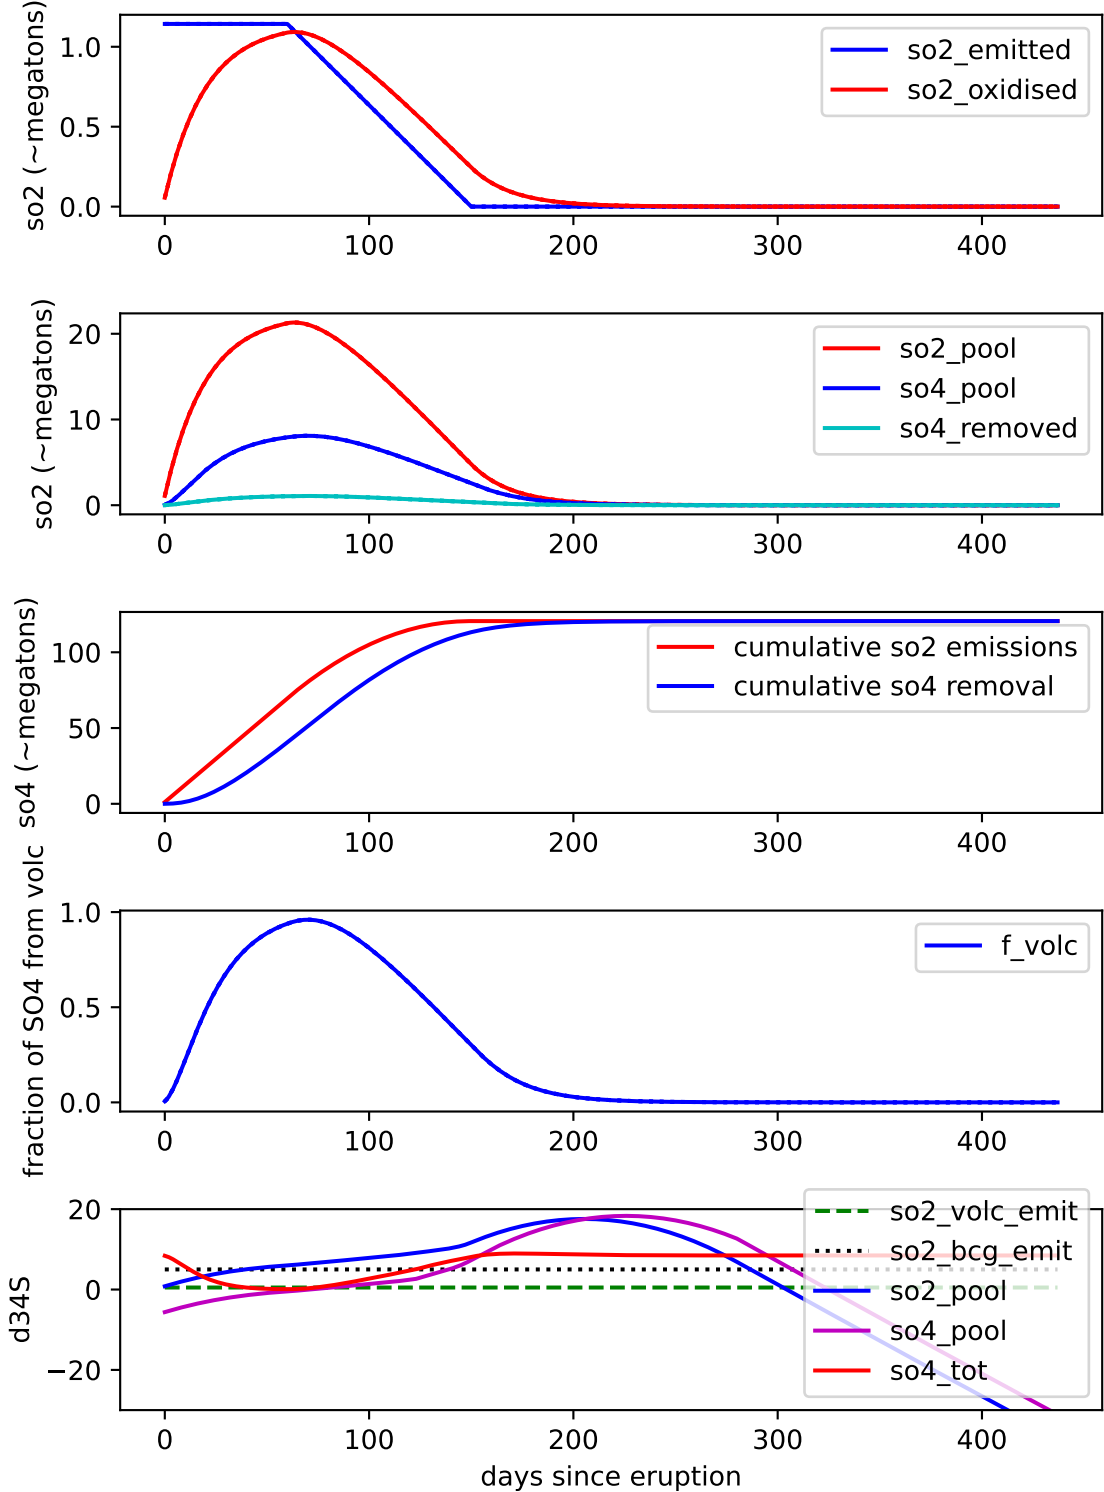 so2 (~megatons)
1.0
0.5
0.0
so2_emitted
so2_oxidised
0 100 200 300 400
so2 (~megatons)
20
10
0
so2_pool
so4_pool
so4_removed
0 100 200 300 400
so4 (~megatons)
100
50
0
cumulative so2 emissions
cumulative so4 removal
0 100 200 300 400
fraction of SO4 from volc
1.0
0.5
0.0
f_volc
0 100 200 300 400
d34S
20
0
−20
so2_volc_emit
so2_bcg_emit
so2_pool
so4_pool
so4_tot
0 100 200 300 400
days since eruption